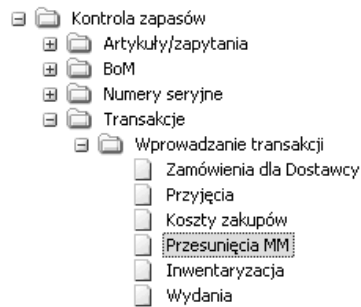 Kontrola zapasów
Artykuły/zapytania
BoM
Numery seryjne
Transakcje
Wprowadzanie transakcji
Zamówienia dla Dostawcy
Przyjęcia
Koszty zakupów
Przesunięcia MM
Inwentaryzacja
Wydania